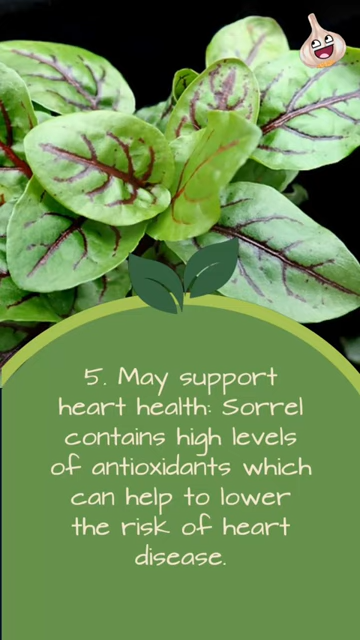 5. May support
heart health: Sorrel
contains high levels
of antioxidants which
can help to lower
the risk of heart
disease.